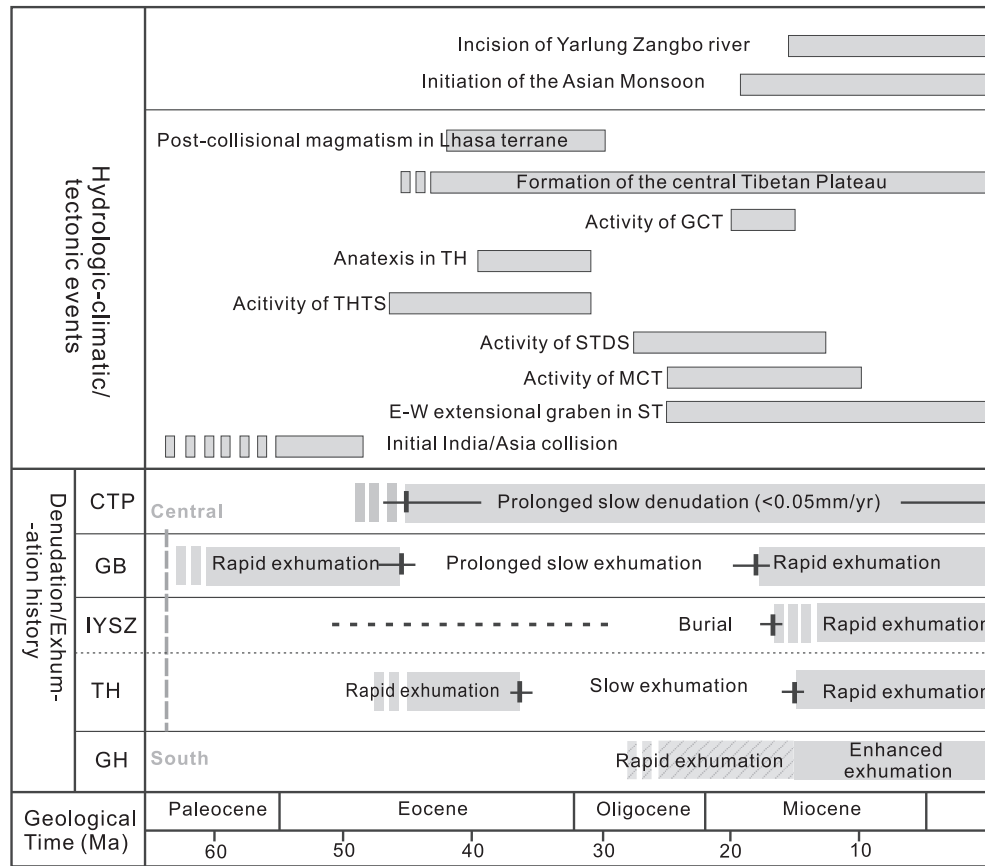 Incision of Yarlung Zangbo river
Initiation of the Asian Monsoon
Hydrologic-climatic/
tectonic events
Post-collisional magmatism in Lhasa terrane
Formation of the central Tibetan Plateau
Activity of GCT
Anatexis in TH
Acitivity of THTS
Activity of STDS
Activity of MCT
E-W extensional graben in ST
Initial India/Asia collision
Denudation/Exhum-
-ation history
CTP
Central
Prolonged slow denudation (<0.05mm/yr)
GB
Rapid exhumation
Prolonged slow exhumation
Rapid exhumation
IYSZ
Burial
Rapid exhumation
TH
Rapid exhumation
Slow exhumation
Rapid exhumation
GH
South
Rapid exhumation
Enhanced
exhumation
Geological
Time (Ma)
Paleocene
Eocene
Oligocene
Miocene
60
50
40
30
20
10